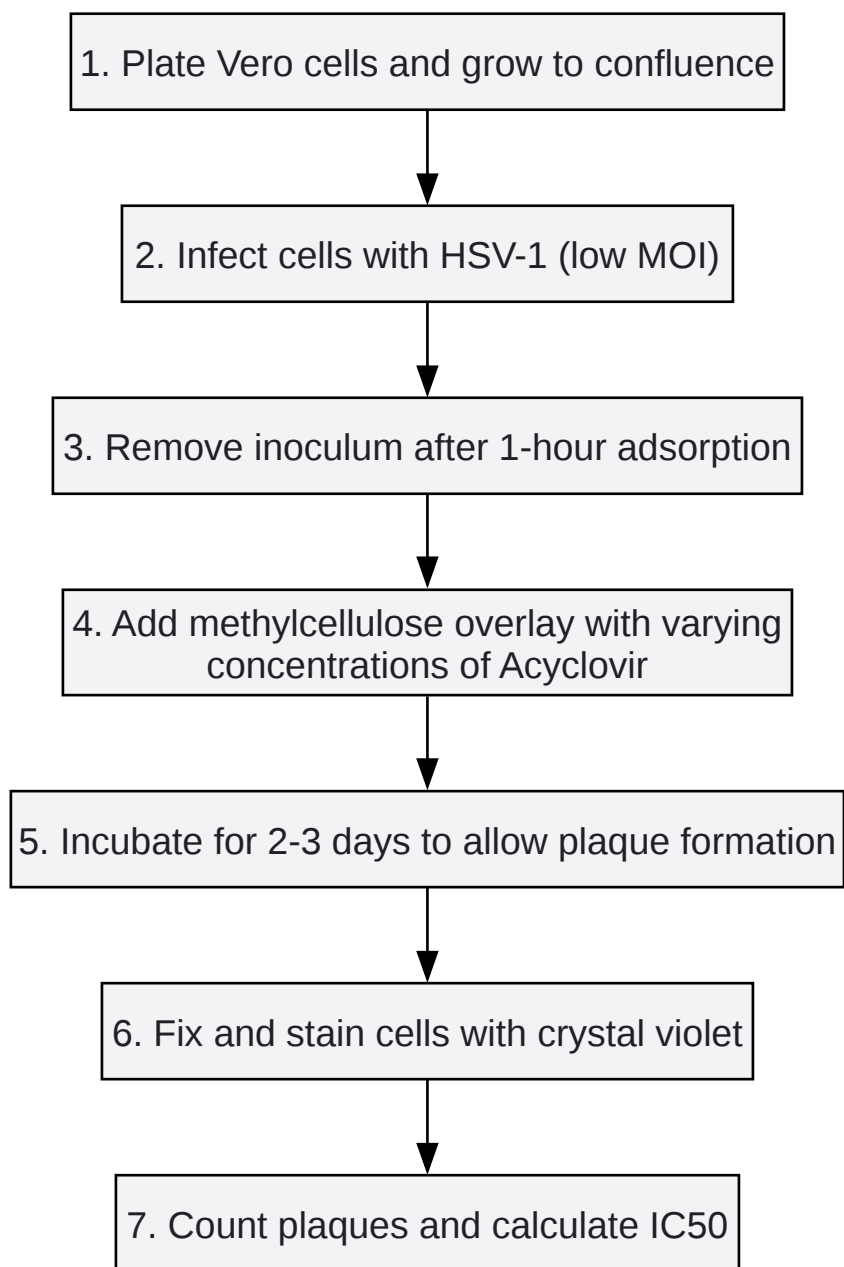 1. Plate Vero cells and grow to confluence
2. Infect cells with HSV-1 (low MOI)
3. Remove inoculum after 1-hour adsorption
4. Add methylcellulose overlay with varying
concentrations of Acyclovir
5. Incubate for 2-3 days to allow plaque formation
6. Fix and stain cells with crystal violet
7. Count plaques and calculate IC50